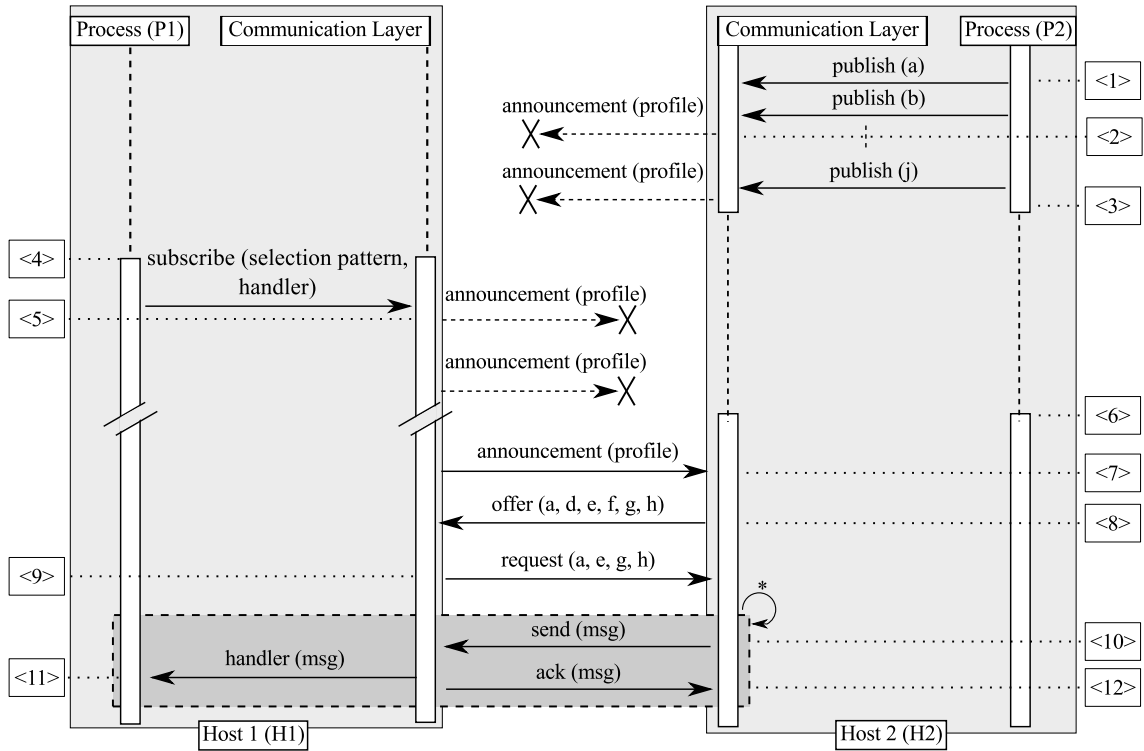 Process (P1)
Communication Layer
Communication Layer
Process (P2)
publish (a)
<1>
publish (b)
announcement (profile)
<2>
announcement (profile)
publish (j)
<3>
<4>
subscribe (selection pattern,
handler)
announcement (profile)
<5>
announcement (profile)
<6>
announcement (profile)
<7>
offer (a, d, e, f, g, h)
<8>
request (a, e, g, h)
<9>
*
send (msg)
<10>
handler (msg)
<11>
ack (msg)
<12>
Host 1 (H1)
Host 2 (H2)